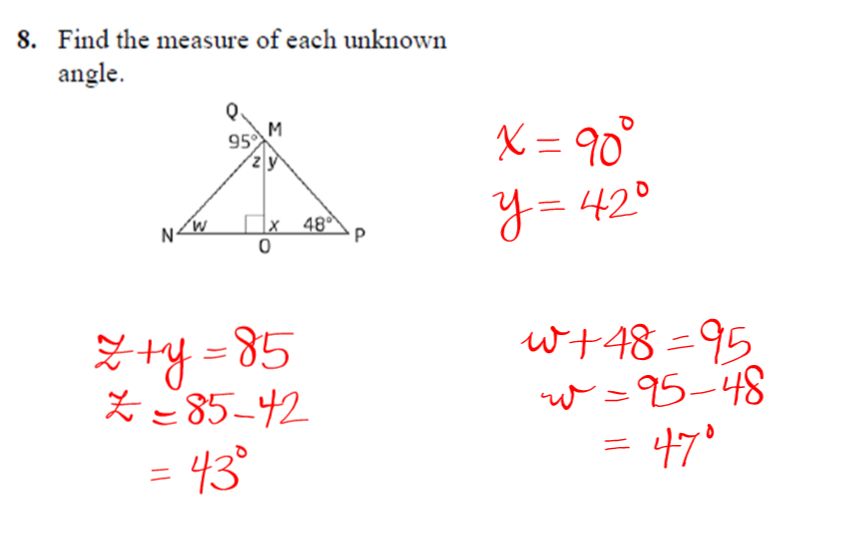 8. Find the measure of each unknown
angle.
Q
M
95°
z y
N
w
x
48°
P
O
x = 90°
y = 42°
z + y = 85
z = 85 - 42
= 43°
w + 48 = 95
w = 95 - 48
= 47°